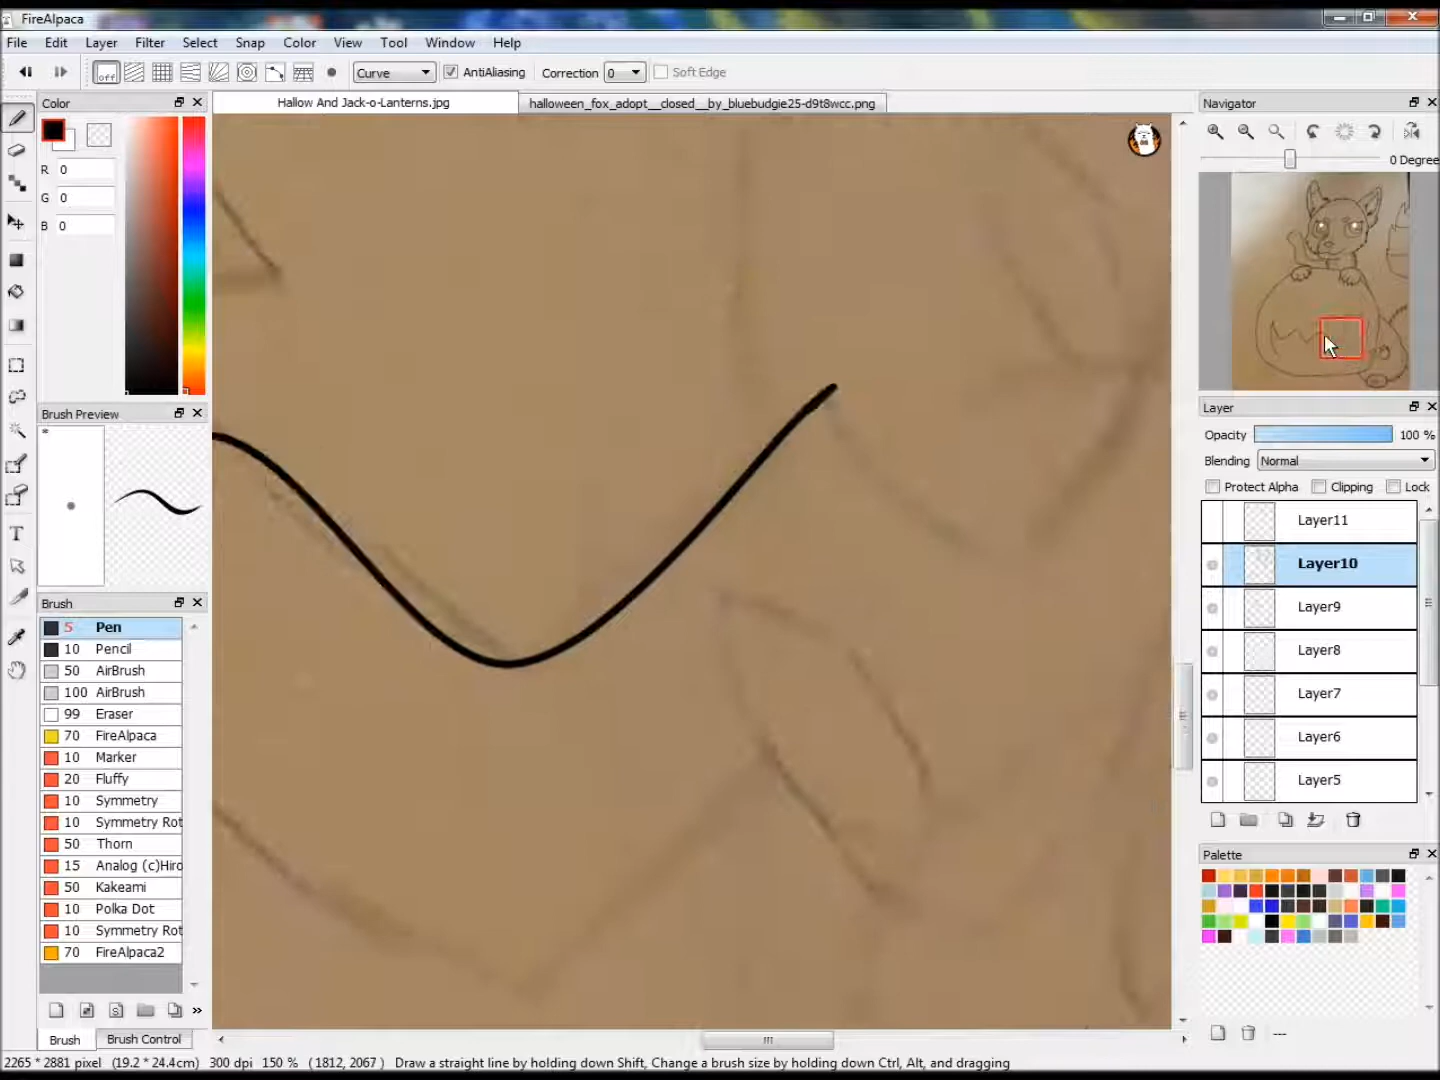 FireAlpaca
File Edit Layer Filter Select Snap Color View Tool Window Help
off Curve AntiAliasing Correction 0 Soft Edge
Color
Hallow And Jack-o-Lanterns.jpg
halloween_fox_adopt__closed__by_bluebudgie25-d9t8wcc.png
Navigator
R 0
G 0
B 0
0 Degree
Brush Preview
*
Brush
5 Pen
10 Pencil
50 AirBrush
100 AirBrush
99 Eraser
70 FireAlpaca
10 Marker
20 Fluffy
10 Symmetry
10 Symmetry Rot
50 Thorn
15 Analog (c)Hiro
50 Kakeami
10 Polka Dot
10 Symmetry Rot
70 FireAlpaca2
Brush Brush Control
Layer
Opacity 100 %
Blending Normal
Protect Alpha Clipping Lock
Layer11
Layer10
Layer9
Layer8
Layer7
Layer6
Layer5
Palette
---
2265 * 2881 pixel (19.2 * 24.4cm) 300 dpi 150 % (1812, 2067) Draw a straight line by holding down Shift, Change a brush size by holding down Ctrl, Alt, and dragging